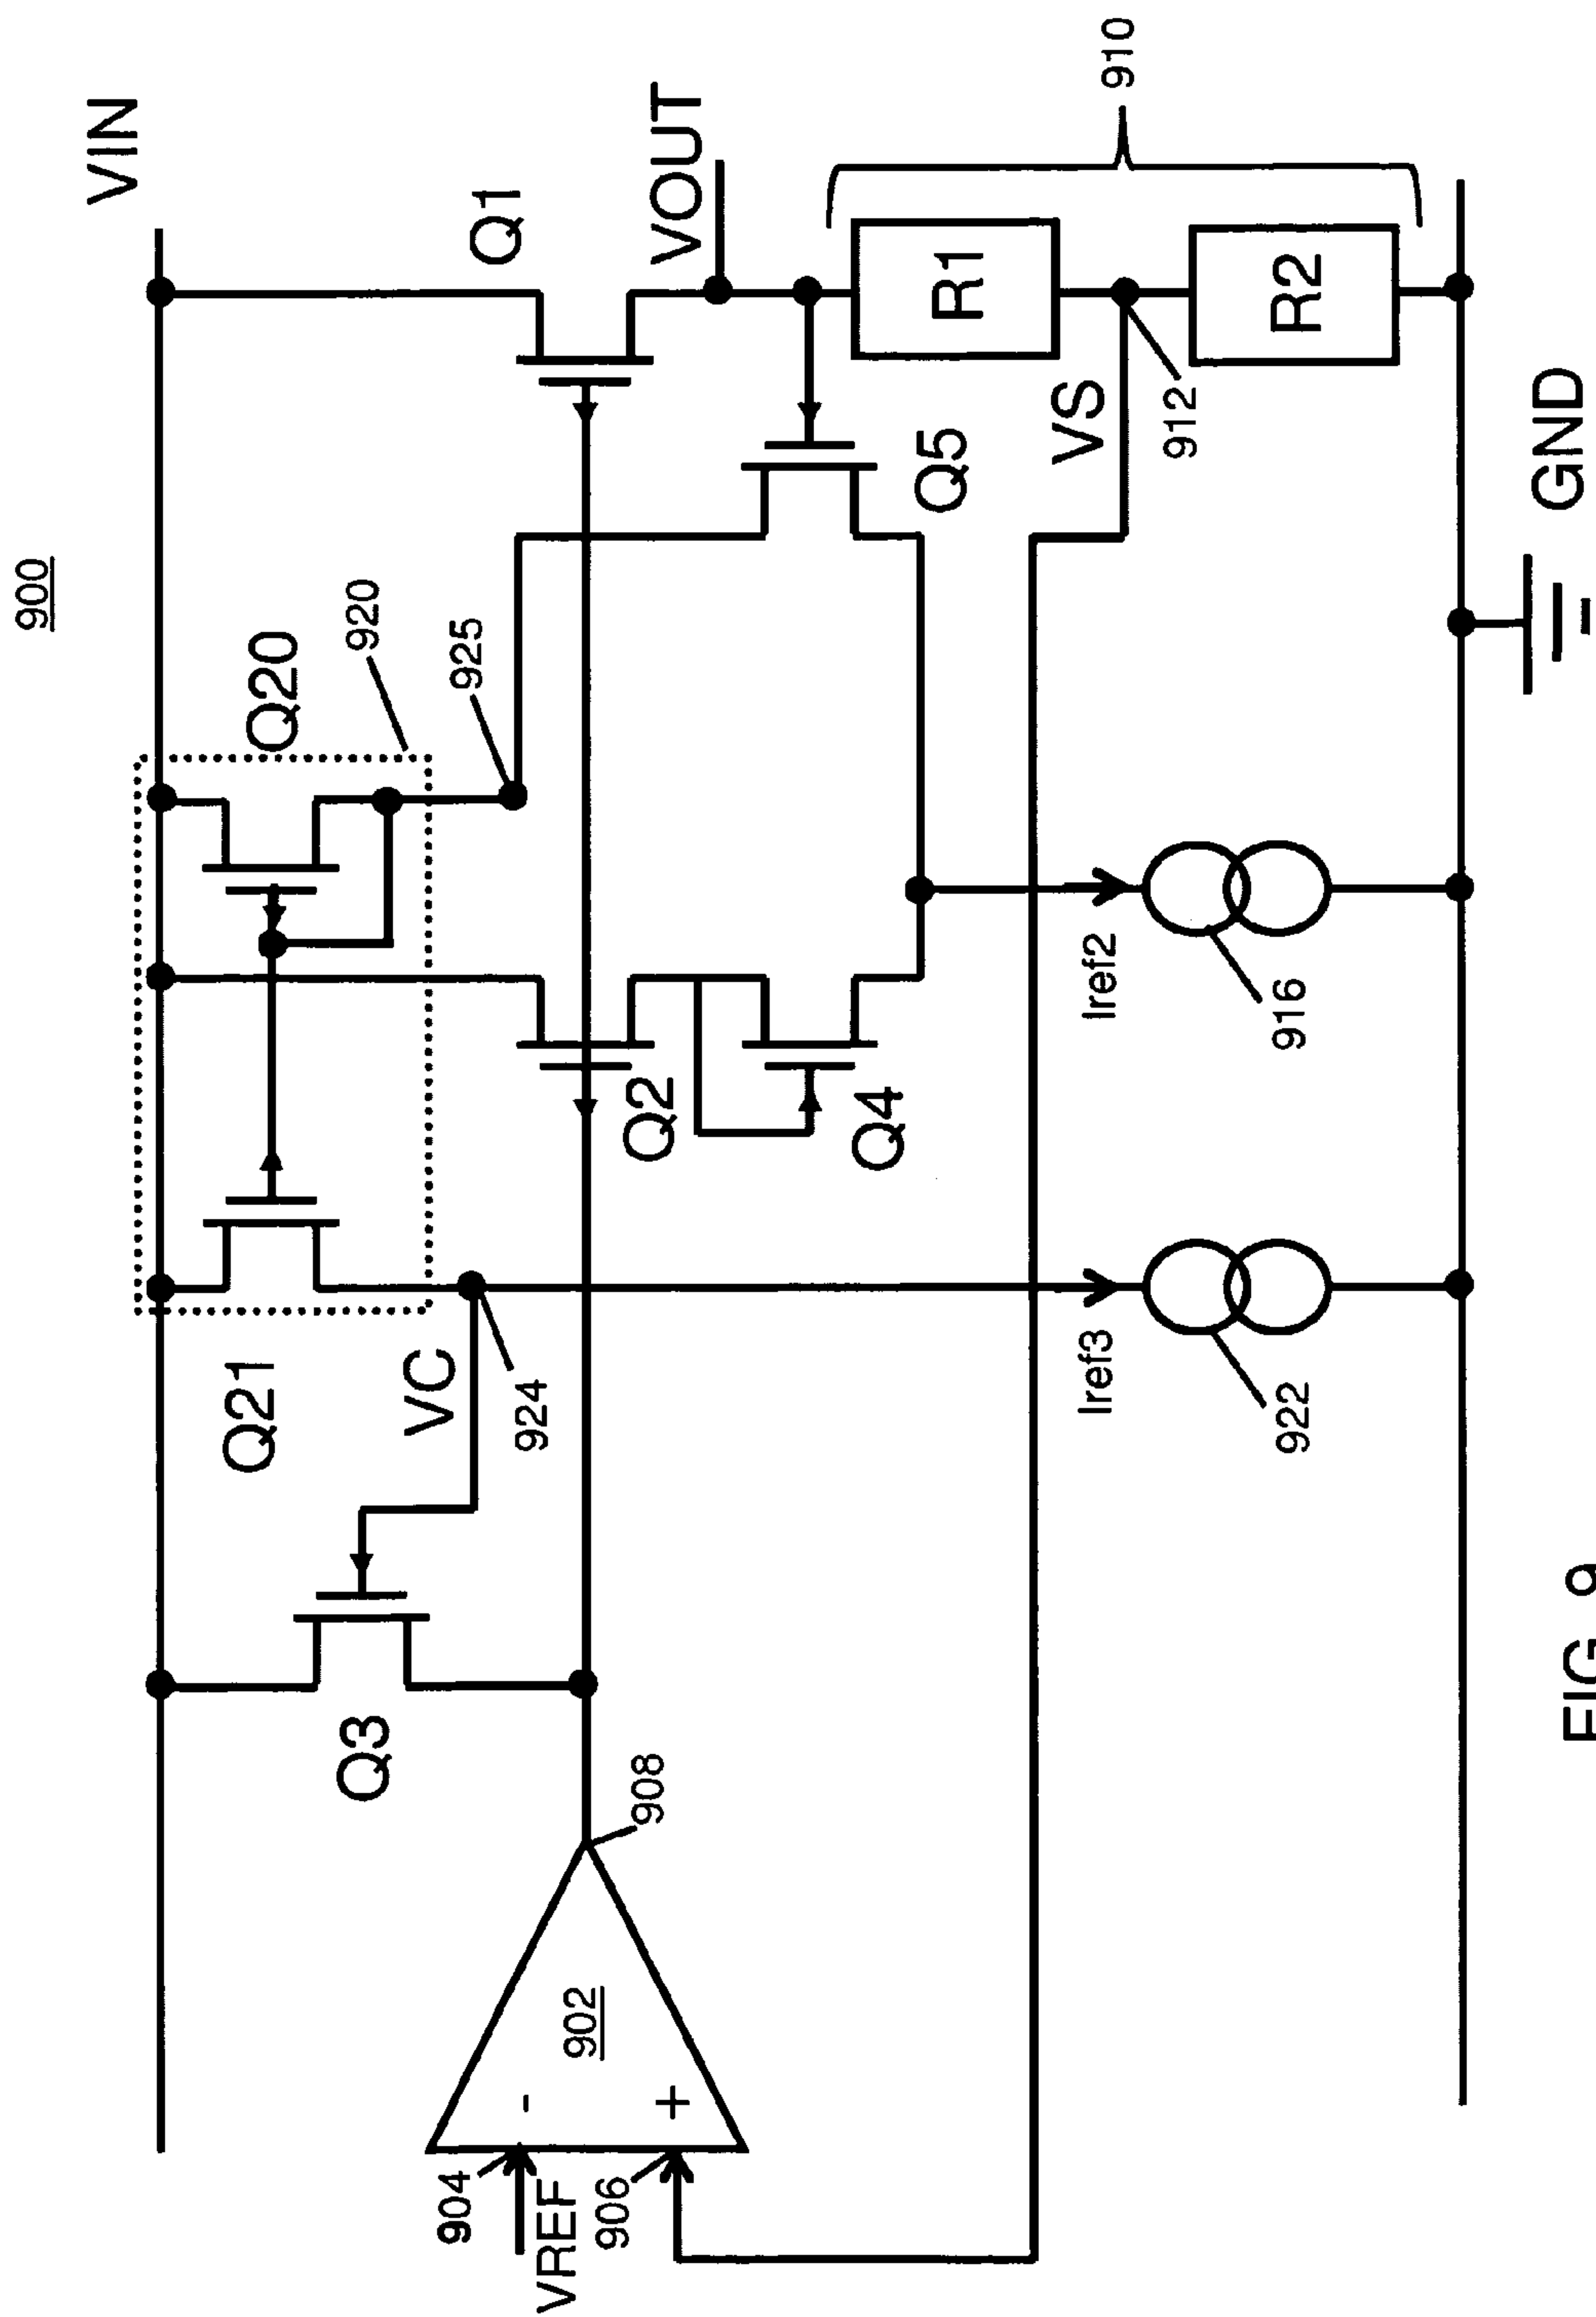 900
VIN
Q1
VOUT
Q20
920
925
Q21
VC
924
Q3
Q2
Q4
Q5
R1
VS
912
R2
910
908
902
-
+
904
VREF
906
Iref3
922
Iref2
916
GND
FIG. 9